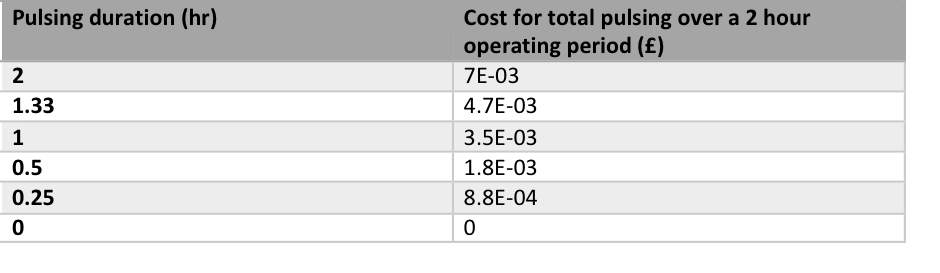 Pulsing duration (hr)
Cost for total pulsing over a 2 hour
operating period (£)
2
7E-03
1.33
4.7E-03
1
3.5E-03
0.5
1.8E-03
0.25
8.8E-04
0
0